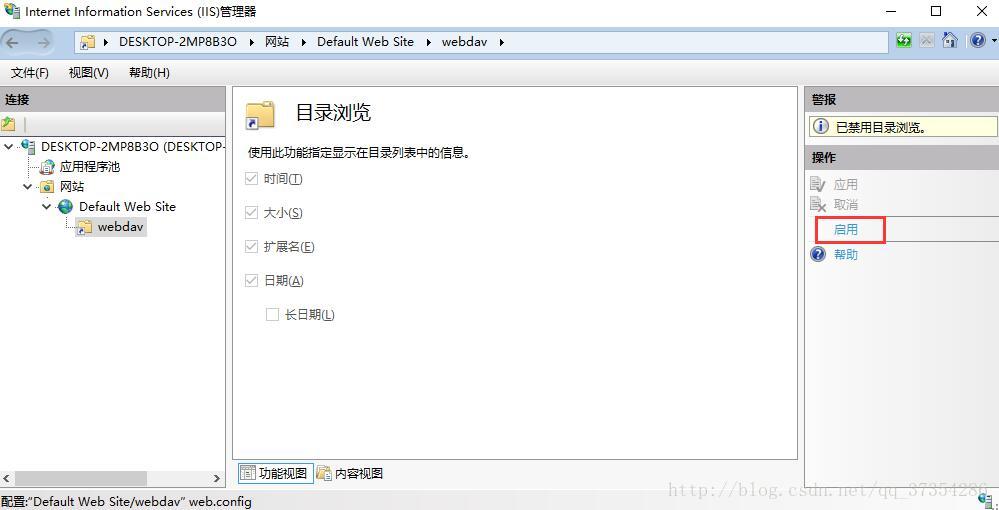 Internet Information Services (IIS)管理器
DESKTOP-2MP8B3O 网站 Default Web Site webdav
文件(F) 视图(V) 帮助(H)
连接
DESKTOP-2MP8B3O (DESKTOP-
应用程序池
网站
Default Web Site
webdav
目录浏览
使用此功能指定显示在目录列表中的信息。
时间(T)
大小(S)
扩展名(E)
日期(A)
长日期(L)
功能视图 内容视图
警报
已禁用目录浏览。
操作
应用
取消
启用
帮助
配置:"Default Web Site/webdav" web.config
http://blog.csdn.net/qq_37354286